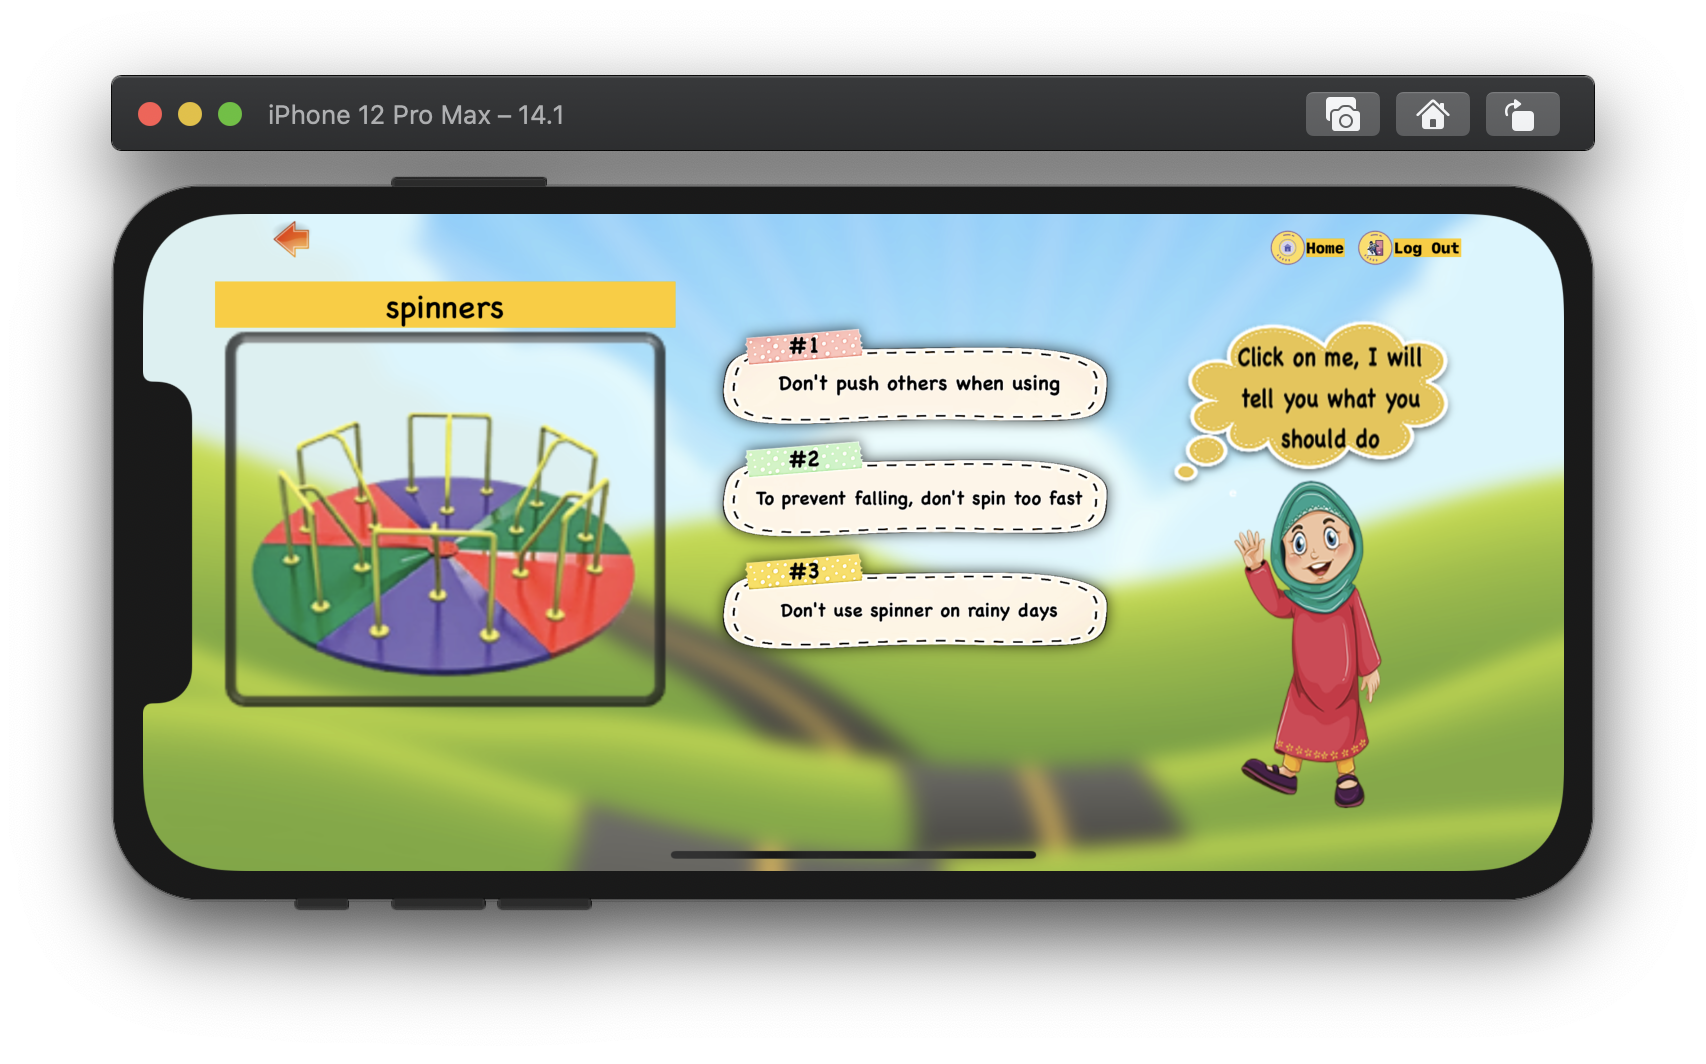 iPhone 12 Pro Max – 14.1
Home Log Out
spinners
#1
Don't push others when using
#2
To prevent falling, don't spin too fast
#3
Don't use spinner on rainy days
Click on me, I will
tell you what you
should do